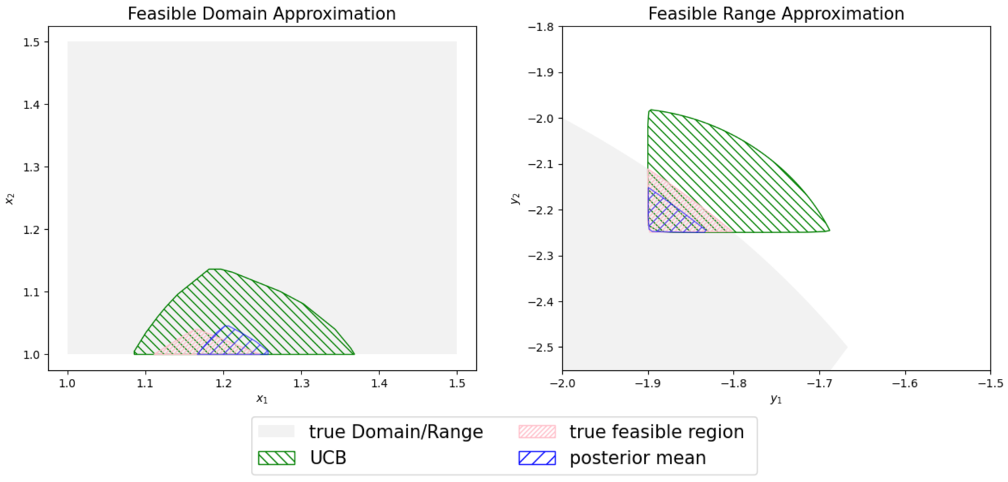 Feasible Domain Approximation
1.5
1.4
1.3
1.2
1.1
1.0
x₂
1.0 1.1 1.2 1.3 1.4 1.5
x₁
Feasible Range Approximation
−1.8
−1.9
−2.0
−2.1
−2.2
−2.3
−2.4
−2.5
y₂
−2.0 −1.9 −1.8 −1.7 −1.6 −1.5
y₁
true Domain/Range
UCB
true feasible region
posterior mean